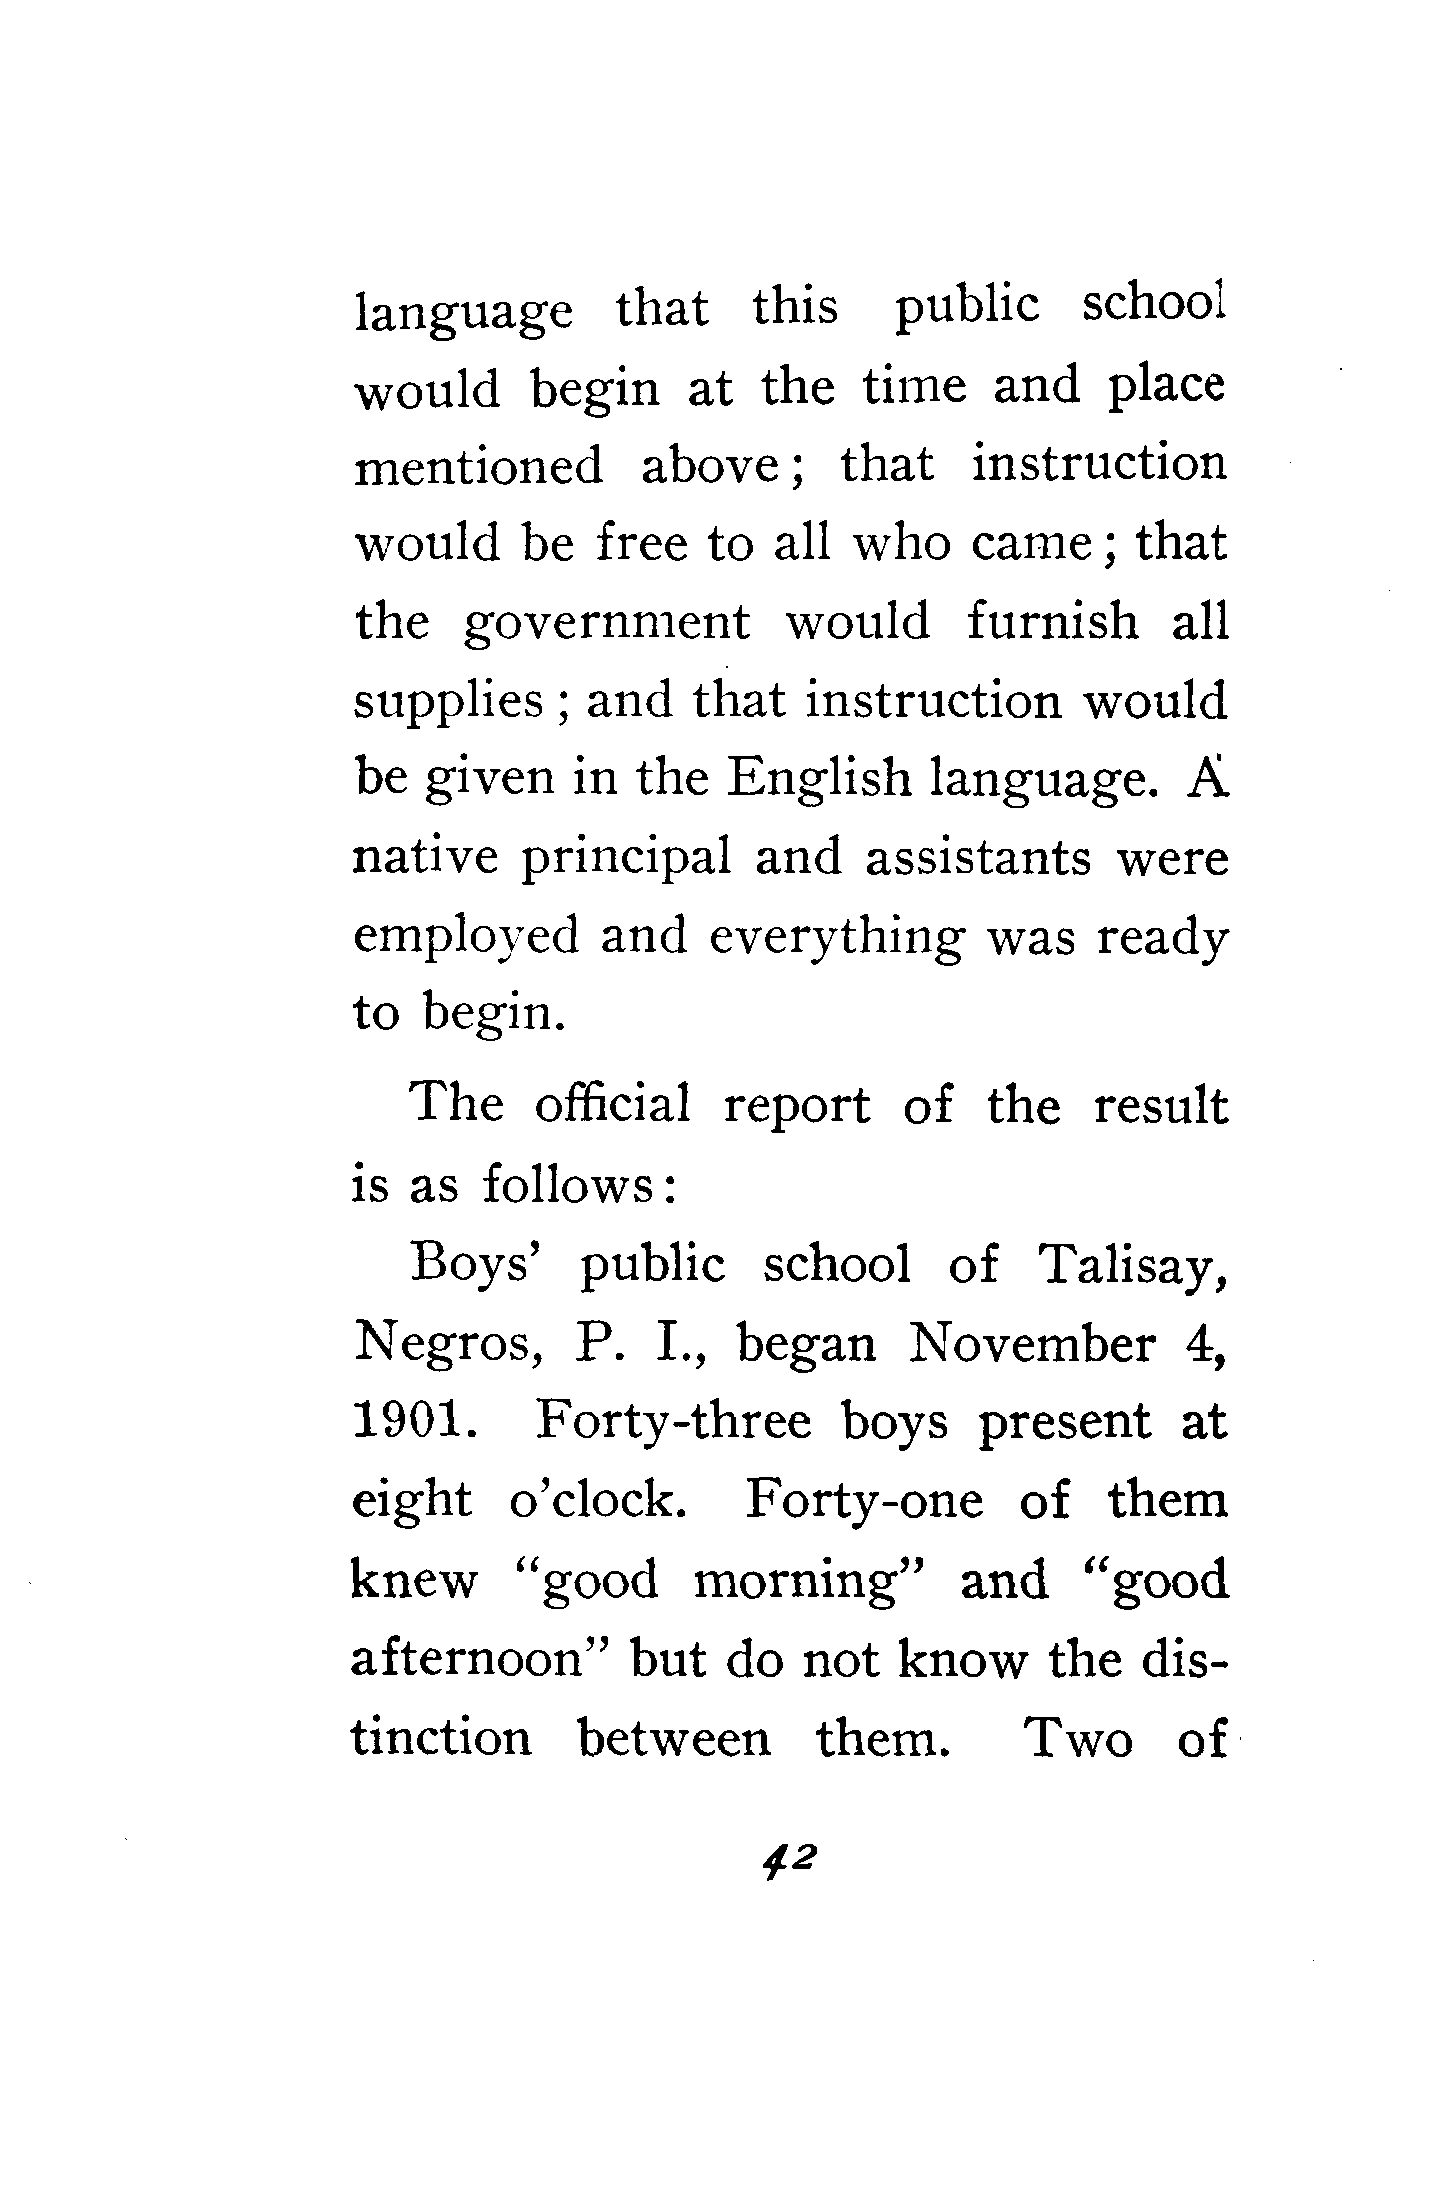 language that this public school
would begin at the time and place
mentioned above; that instruction
would be free to all who came; that
the government would furnish all
supplies; and that instruction would
be given in the English language. A
native principal and assistants were
employed and everything was ready
to begin.
The official report of the result
is as follows:
Boys' public school of Talisay,
Negros, P. I., began November 4,
1901. Forty-three boys present at
eight o'clock. Forty-one of them
knew "good morning" and "good
afternoon" but do not know the dis-
tinction between them. Two of
42